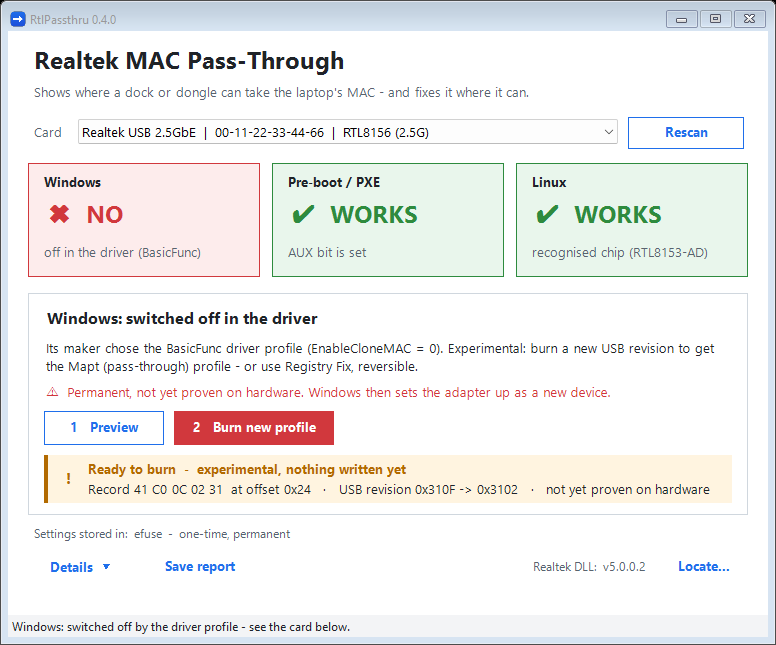 RtlPassthru 0.4.0
Realtek MAC Pass-Through
Shows where a dock or dongle can take the laptop's MAC - and fixes it where it can.
Card
Realtek USB 2.5GbE | 00-11-22-33-44-66 | RTL8156 (2.5G)
Rescan
Windows
✖ NO
off in the driver (BasicFunc)
Pre-boot / PXE
✔ WORKS
AUX bit is set
Linux
✔ WORKS
recognised chip (RTL8153-AD)
Windows: switched off in the driver
Its maker chose the BasicFunc driver profile (EnableCloneMAC = 0). Experimental: burn a new USB revision to get
the Mapt (pass-through) profile - or use Registry Fix, reversible.
⚠ Permanent, not yet proven on hardware. Windows then sets the adapter up as a new device.
1 Preview
2 Burn new profile
! Ready to burn - experimental, nothing written yet
Record 41 C0 0C 02 31 at offset 0x24 · USB revision 0x310F -> 0x3102 · not yet proven on hardware
Settings stored in: efuse - one-time, permanent
Details ▼
Save report
Realtek DLL: v5.0.0.2
Locate...
Windows: switched off by the driver profile - see the card below.